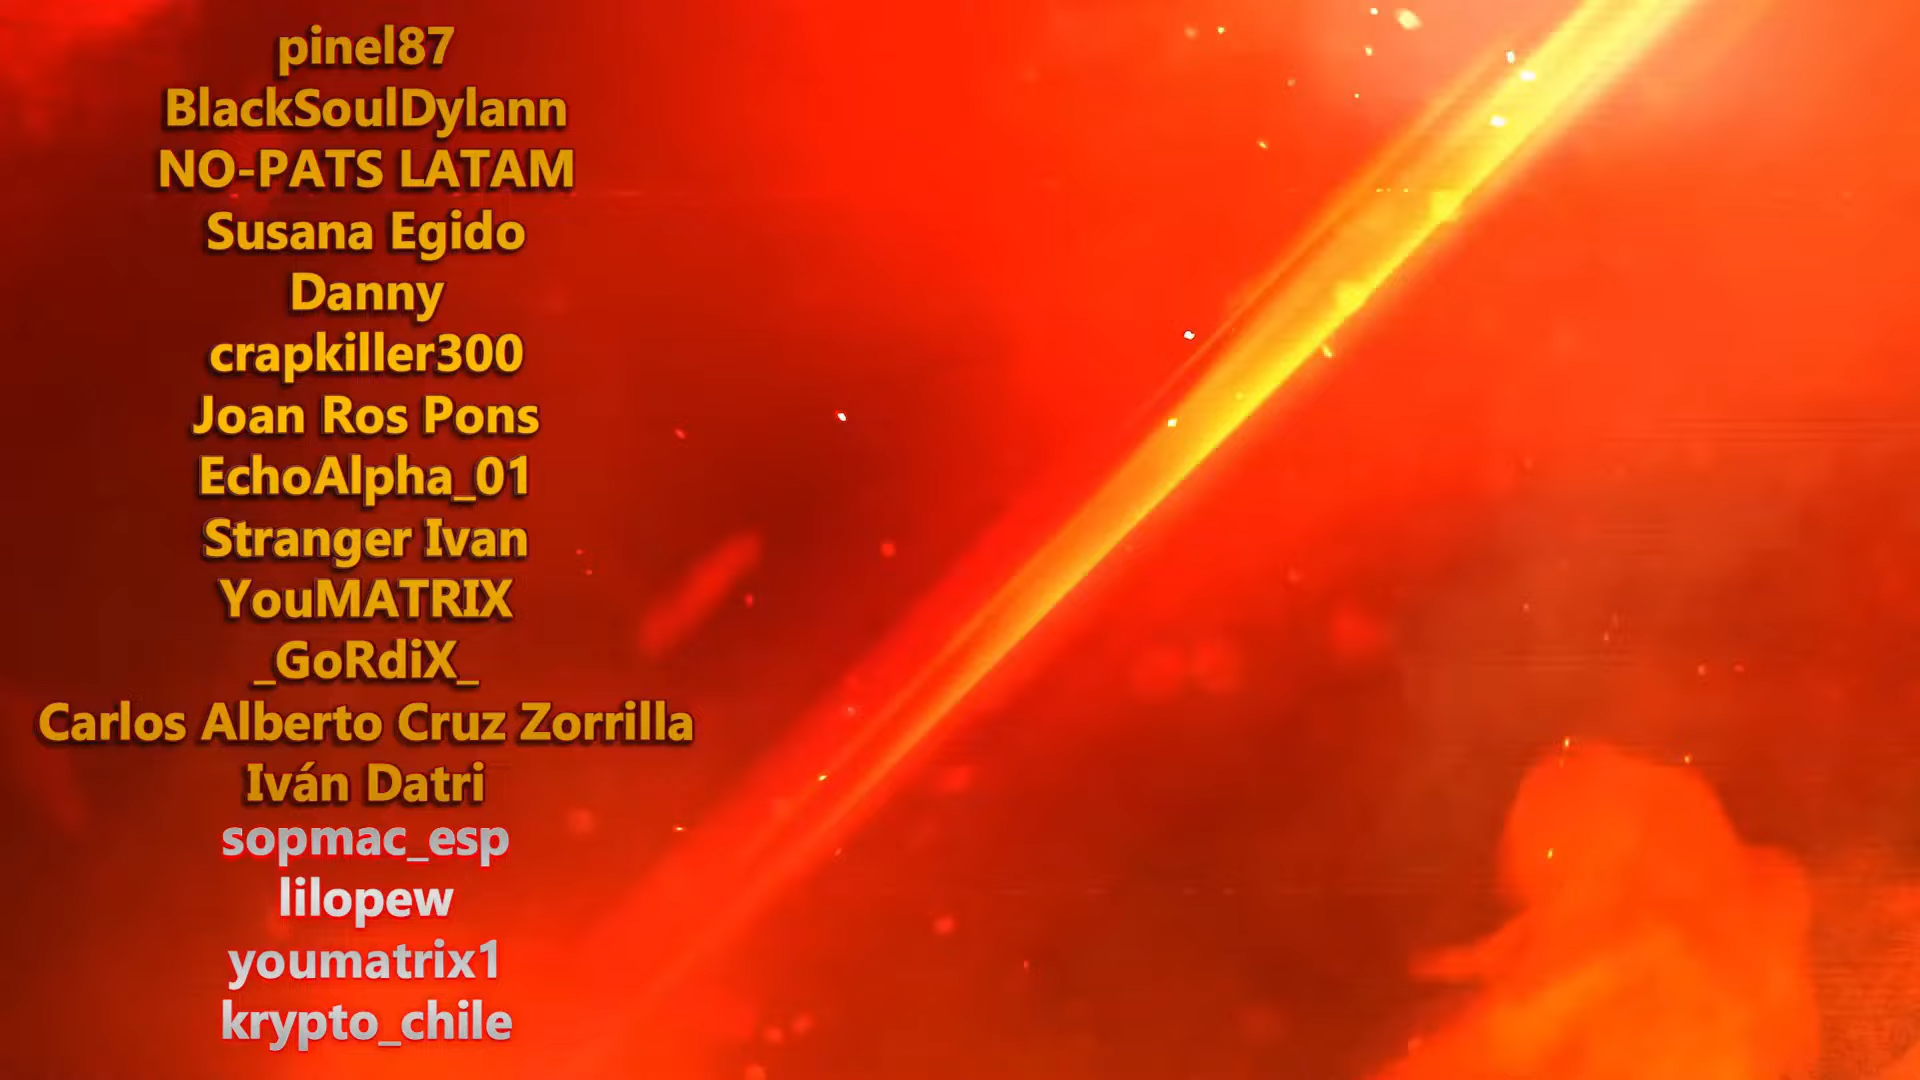 pinel87
BlackSoulDylann
NO-PATS LATAM
Susana Egido
Danny
crapkiller300
Joan Ros Pons
EchoAlpha_01
Stranger Ivan
YouMATRIX
_GoRdiX_
Carlos Alberto Cruz Zorrilla
Iván Datri
sopmac_esp
lilopew
youmatrix1
krypto_chile